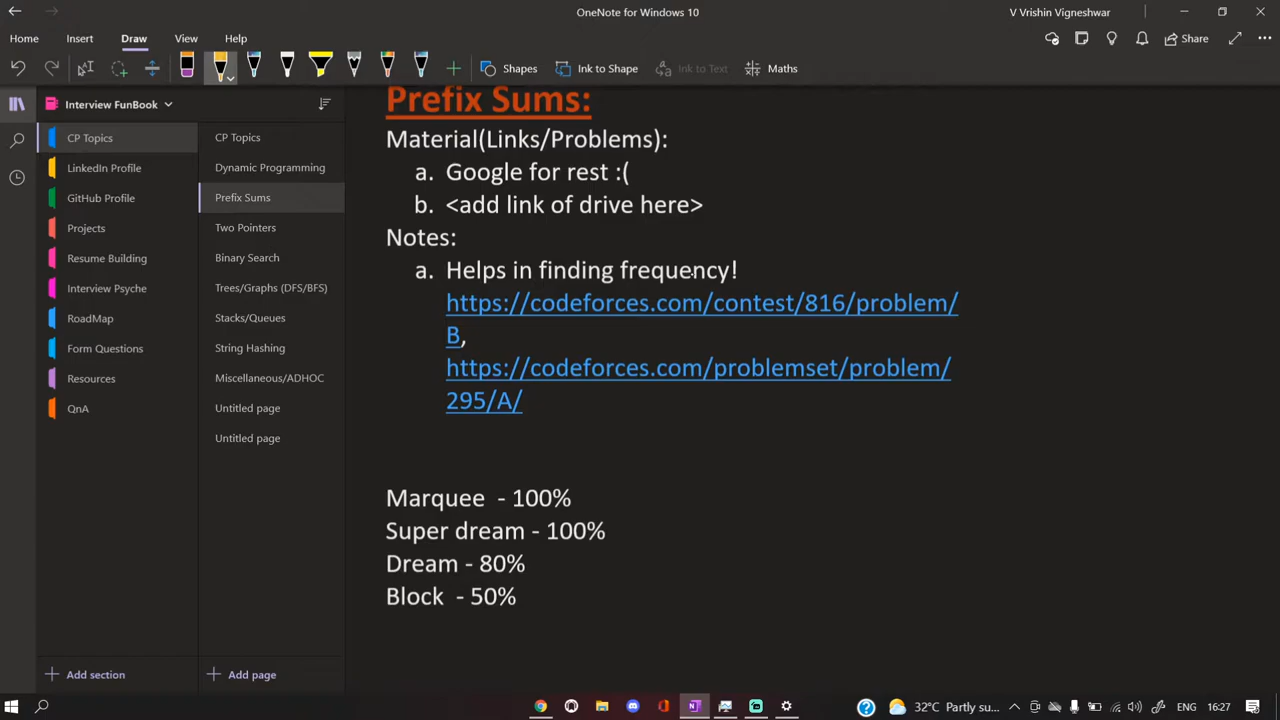 OneNote for Windows 10
V Vrishin Vigneshwar
Home Insert Draw View Help
Share
Shapes Ink to Shape Ink to Text Maths
Interview FunBook
CP Topics
LinkedIn Profile
GitHub Profile
Projects
Resume Building
Interview Psyche
RoadMap
Form Questions
Resources
QnA
Add section
CP Topics
Dynamic Programming
Prefix Sums
Two Pointers
Binary Search
Trees/Graphs (DFS/BFS)
Stacks/Queues
String Hashing
Miscellaneous/ADHOC
Untitled page
Untitled page
Add page
Prefix Sums:
Material(Links/Problems):
a. Google for rest :(
b. <add link of drive here>
Notes:
a. Helps in finding frequency!
https://codeforces.com/contest/816/problem/
B,
https://codeforces.com/problemset/problem/
295/A/
Marquee - 100%
Super dream - 100%
Dream - 80%
Block - 50%
32°C Partly su... ENG 16:27